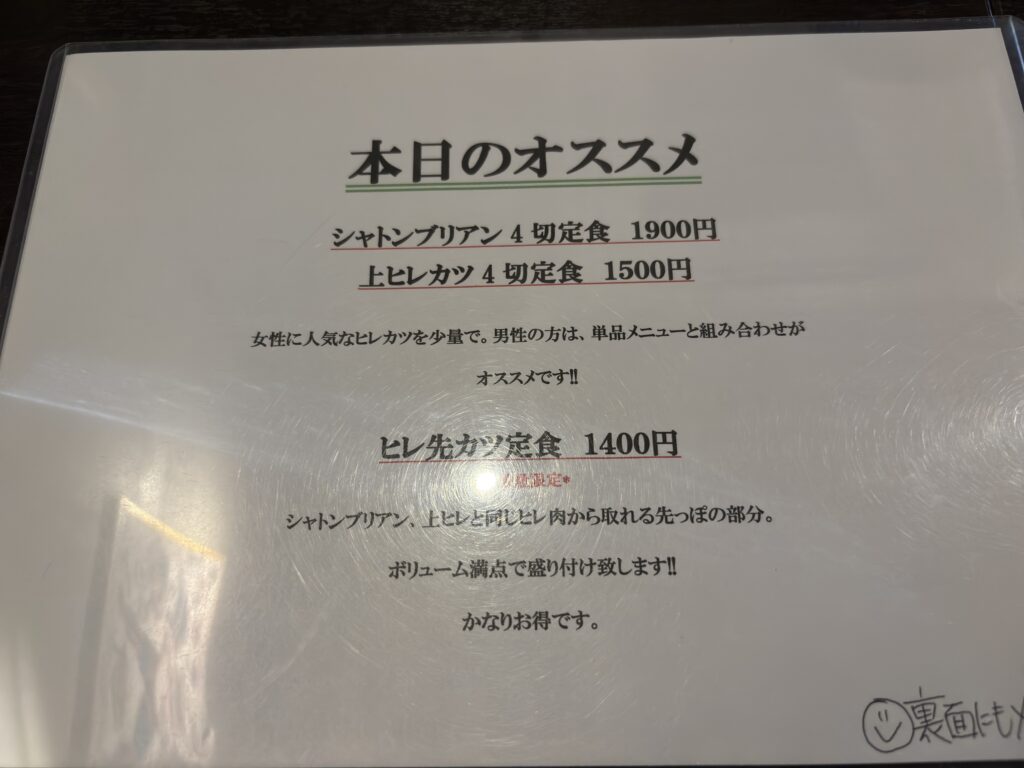 本日のオススメ
シャトンブリアン4切定食 1900円
上ヒレカツ4切定食 1500円
女性に人気なヒレカツを少量で。男性の方は、単品メニューと組み合わせが
オススメです!!
ヒレ先カツ定食 1400円
限定*
シャトンブリアン、上ヒレと同じヒレ肉から取れる先っぽの部分。
ボリューム満点で盛り付け致します!!
かなりお得です。
裏面にも